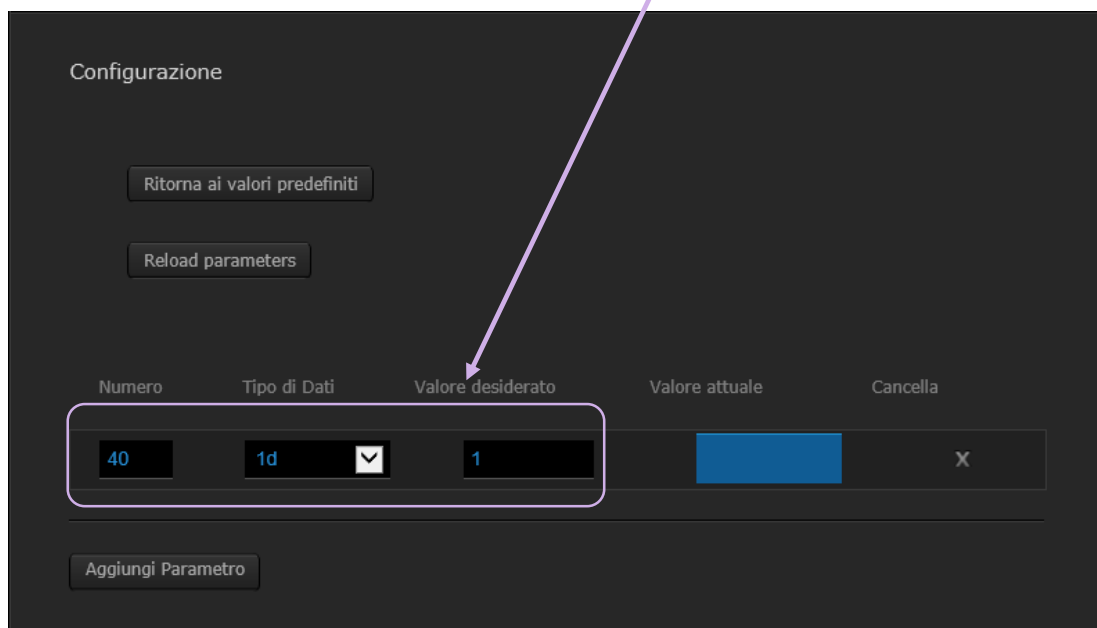 Configurazione
Ritorna ai valori predefiniti
Reload parameters
Numero Tipo di Dati Valore desiderato Valore attuale Cancella
40 1d 1 X
Aggiungi Parametro